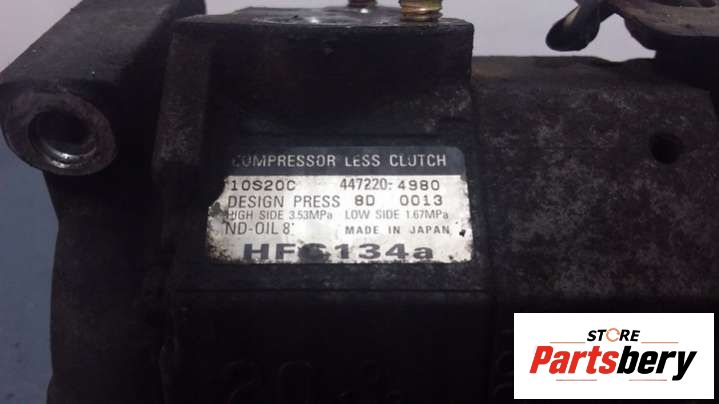 COMPRESSOR LESS CLUTCH
10S20C 447220-4980
DESIGN PRESS 8D 0013
HIGH SIDE 3.53MPa LOW SIDE 1.67MPa
ND-OIL 8 MADE IN JAPAN
HFC134a
STORE
Partsbery